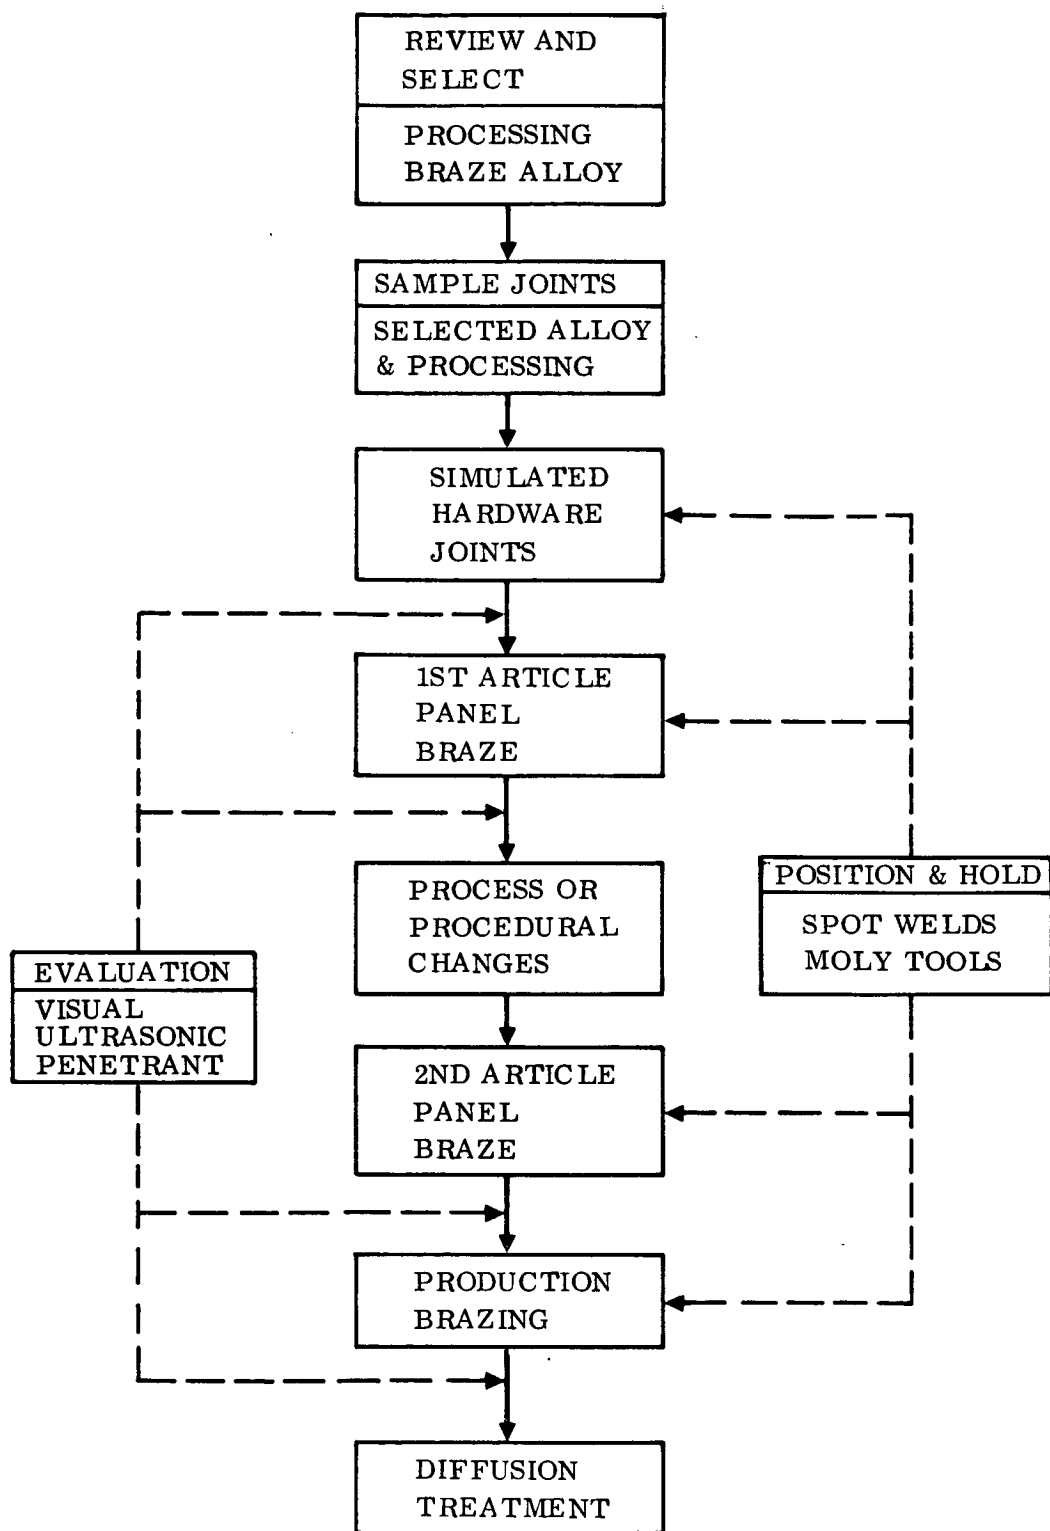 REVIEW AND
SELECT
PROCESSING
BRAZE ALLOY
SAMPLE JOINTS
SELECTED ALLOY
& PROCESSING
SIMULATED
HARDWARE
JOINTS
1ST ARTICLE
PANEL
BRAZE
PROCESS OR
PROCEDURAL
CHANGES
POSITION & HOLD
SPOT WELDS
MOLY TOOLS
EVALUATION
VISUAL
ULTRASONIC
PENETRANT
2ND ARTICLE
PANEL
BRAZE
PRODUCTION
BRAZING
DIFFUSION
TREATMENT